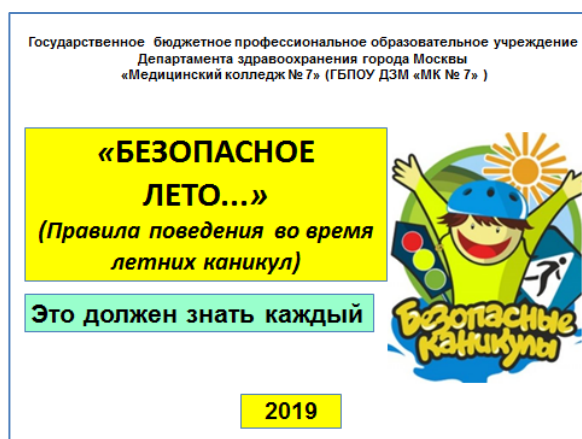 Государственное бюджетное профессиональное образовательное учреждение
Департамента здравоохранения города Москвы
«Медицинский колледж № 7» (ГБПОУ ДЗМ «МК № 7» )
«БЕЗОПАСНОЕ
ЛЕТО...»
(Правила поведения во время
летних каникул)
Это должен знать каждый
Безопасные
каникулы
2019